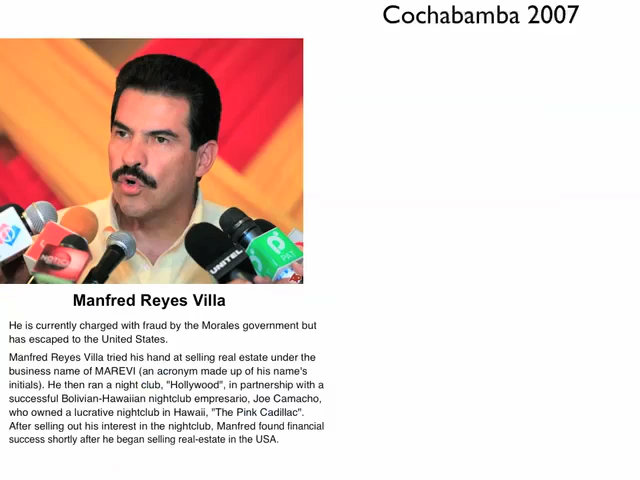 Cochabamba 2007
UNITEL
PAT
AP
Manfred Reyes Villa
He is currently charged with fraud by the Morales government but
has escaped to the United States.
Manfred Reyes Villa tried his hand at selling real estate under the
business name of MAREVI (an acronym made up of his name's
initials). He then ran a night club, "Hollywood", in partnership with a
successful Bolivian-Hawaiian nightclub empresario, Joe Camacho,
who owned a lucrative nightclub in Hawaii, "The Pink Cadillac".
After selling out his interest in the nightclub, Manfred found financial
success shortly after he began selling real-estate in the USA.